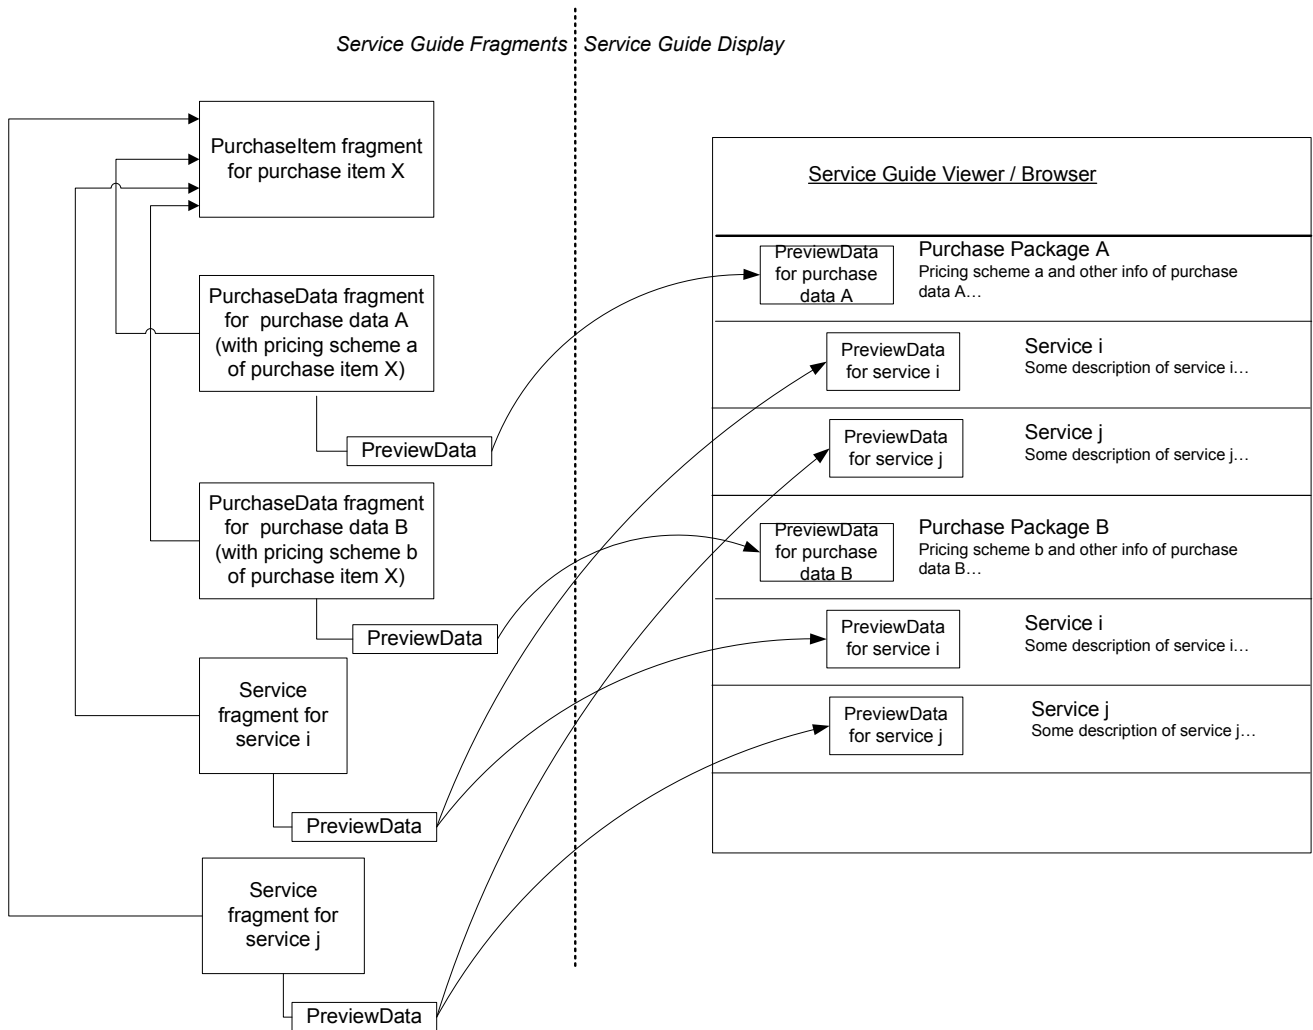 Service Guide Fragments
Service Guide Display
PurchaseItem fragment
for purchase item X
PurchaseData fragment
for purchase data A
(with pricing scheme a
of purchase item X)
PreviewData
PurchaseData fragment
for purchase data B
(with pricing scheme b
of purchase item X)
PreviewData
Service
fragment for
service i
PreviewData
Service
fragment for
service j
PreviewData
Service Guide Viewer / Browser
PreviewData
for purchase
data A
Purchase Package A
Pricing scheme a and other info of purchase
data A…
PreviewData
for service i
Service i
Some description of service i…
PreviewData
for service j
Service j
Some description of service j…
PreviewData
for purchase
data B
Purchase Package B
Pricing scheme b and other info of purchase
data B…
PreviewData
for service i
Service i
Some description of service i…
PreviewData
for service j
Service j
Some description of service j…